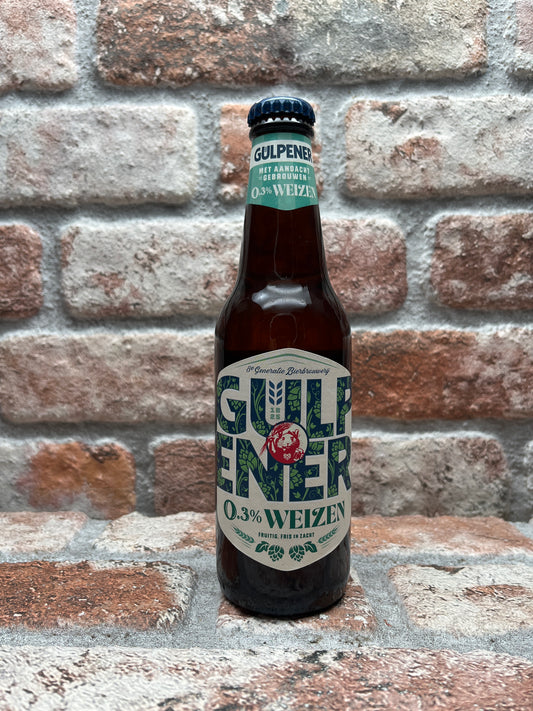 GULPENER
MET AANDACHT
GEBROUWEN
0.3% WEIZEN
8e Generatie Bierbrouwerij
GULP
18
25
ENER
0.3% WEIZEN
FRUITIG, FRIS EN ZACHT